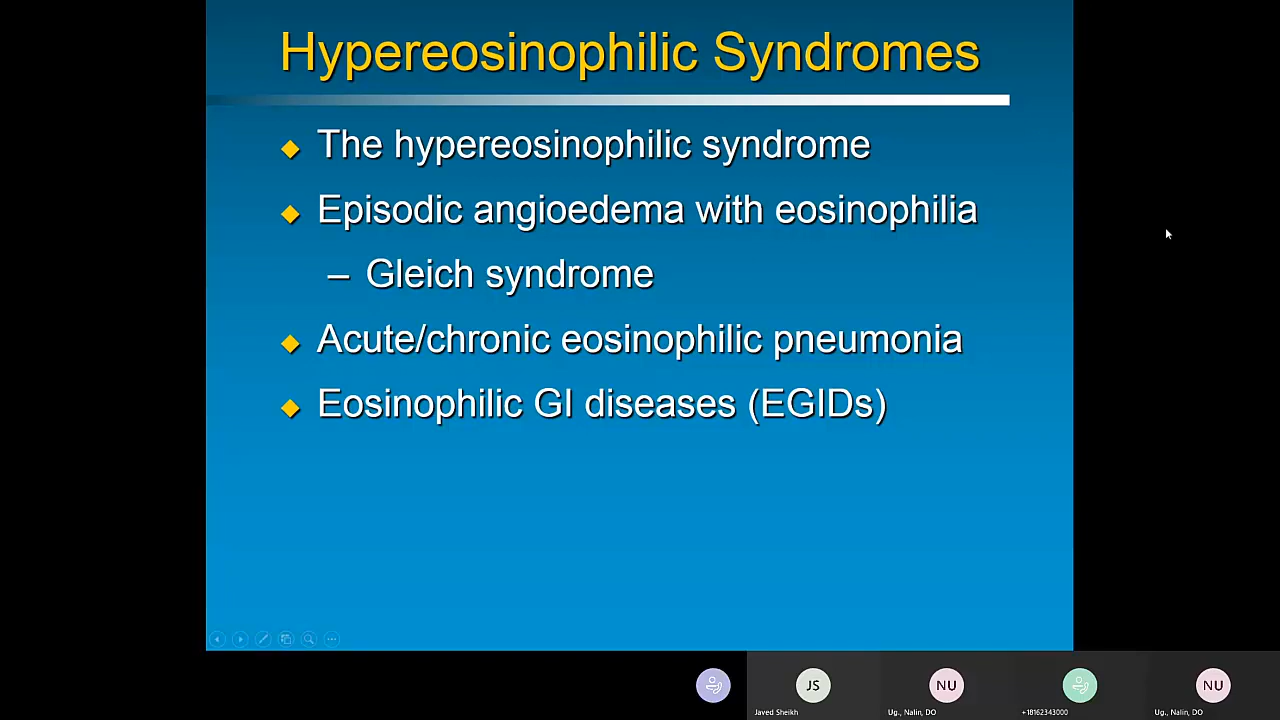 Hypereosinophilic Syndromes
The hypereosinophilic syndrome
Episodic angioedema with eosinophilia
– Gleich syndrome
Acute/chronic eosinophilic pneumonia
Eosinophilic GI diseases (EGIDs)
JS
NU
NU
Javed Sheikh
Ug., Nalin, DO
+18162343000
Ug., Nalin, DO